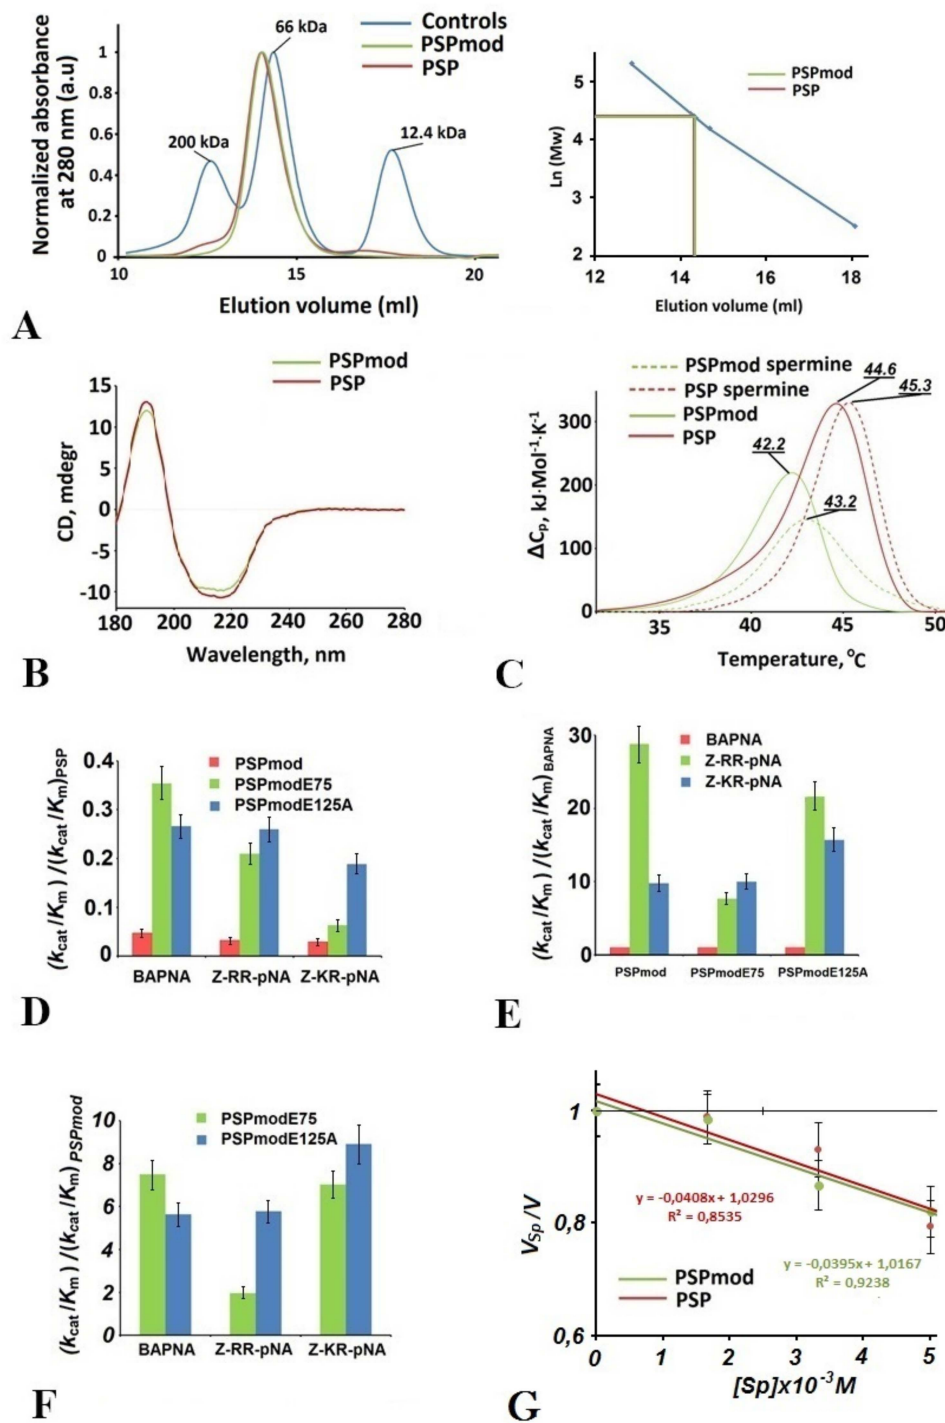 Controls
PSPmod
PSP
66 kDa
200 kDa
12.4 kDa
Normalized absorbance
at 280 nm (a.u)
1
0.8
0.6
0.4
0.2
0
10 15 20
Elution volume (ml)
PSPmod
PSP
Ln (Mw)
5
4
3
2
12 14 16 18
Elution volume (ml)
A
PSPmod
PSP
CD, mdegr
15
10
5
0
-5
-10
180 200 220 240 260 280
Wavelength, nm
B
PSPmod spermine
PSP spermine
PSPmod
PSP
44.6
45.3
42.2
43.2
ΔCp, kJ·Mol-1·K-1
300
200
100
0
35 40 45 50
Temperature, oC
C
(kcat/Km)/(kcat/Km)PSP
PSPmod
PSPmodE75
PSPmodE125A
0.4
0.3
0.2
0.1
0
BAPNA Z-RR-pNA Z-KR-pNA
D
(kcat/Km)/(kcat/Km)BAPNA
BAPNA
Z-RR-pNA
Z-KR-pNA
30
20
10
0
PSPmod PSPmodE75 PSPmodE125A
E
(kcat/Km)/(kcat/Km)PSPmod
PSPmodE75
PSPmodE125A
10
8
6
4
2
0
BAPNA Z-RR-pNA Z-KR-pNA
F
VSp/V
1
0,8
0,6
y = -0,0408x + 1,0296
R² = 0,8535
y = -0,0395x + 1,0167
R² = 0,9238
PSPmod
PSP
0 1 2 3 4 5
[Sp]x10-3M
G